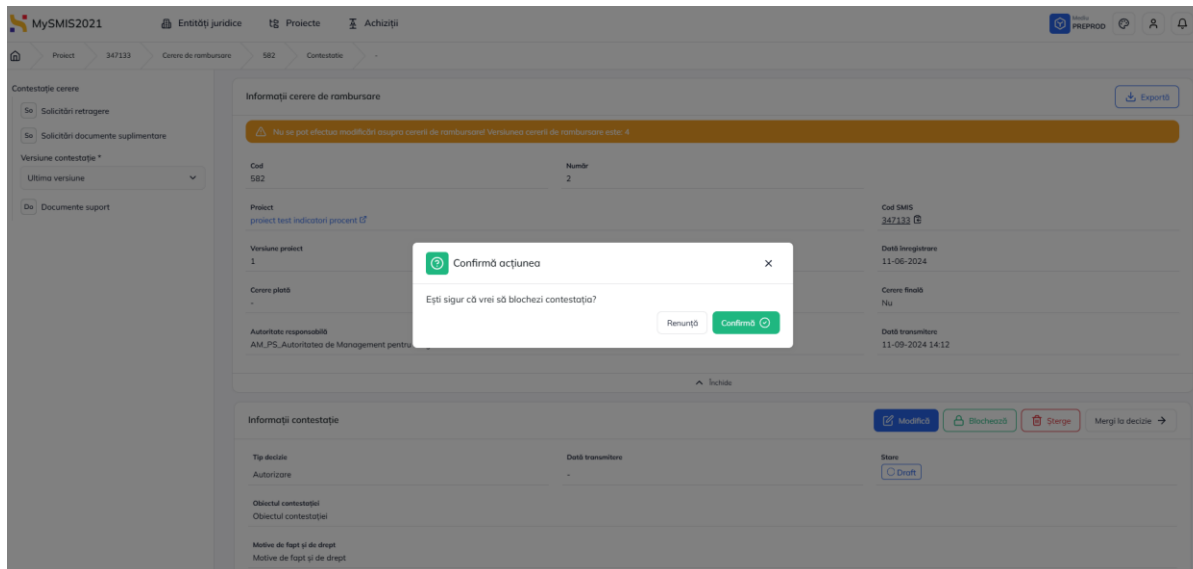 MySMIS2021
Entități juridice
Proiecte
Achiziții
Mediu
PREPROD
Proiect
347133
Cerere de rambursare
582
Contestatie
-
Contestație cerere
So Solicitări retragere
So Solicitări documente suplimentare
Versiune contestație *
Ultima versiune
Do Documente suport
Informații cerere de rambursare
Exportă
Nu se pot efectua modificări asupra cererii de rambursare! Versiunea cererii de rambursare este: 4
Cod
582
Număr
2
Proiect
proiect test indicatori procent
Cod SMIS
347133
Versiune proiect
1
Dată înregistrare
11-06-2024
Cerere plată
-
Cerere finală
Nu
Autoritate responsabilă
AM_PS_Autoritatea de Management pentru
Dată transmitere
11-09-2024 14:12
Confirmă acțiunea
Ești sigur că vrei să blochezi contestația?
Renunță
Confirmă
Închide
Informații contestație
Modifică
Blochează
Șterge
Mergi la decizie
Tip decizie
Autorizare
Dată transmitere
-
Stare
Draft
Obiectul contestației
Obiectul contestației
Motive de fapt și de drept
Motive de fapt și de drept